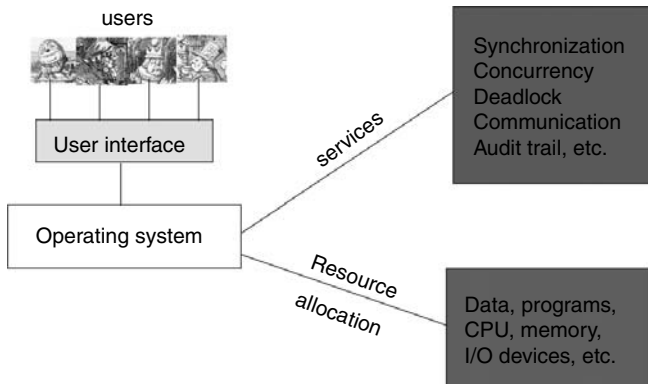 users
User interface
Operating system
services
Resource
allocation
Synchronization
Concurrency
Deadlock
Communication
Audit trail, etc.
Data, programs,
CPU, memory,
I/O devices, etc.